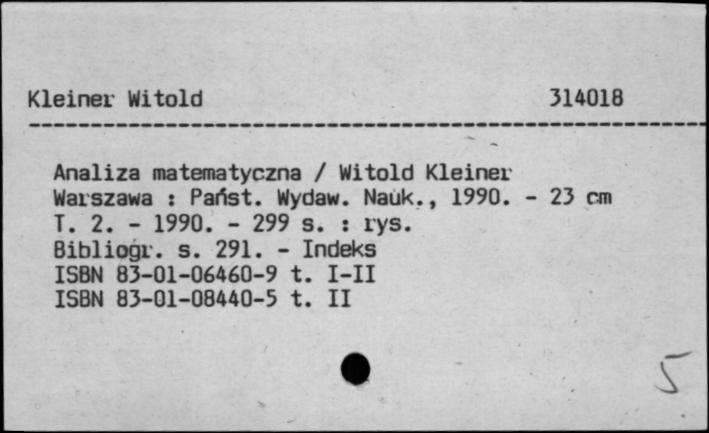 Kleiner Witold 314018
Analiza matematyczna / Witold Kleiner
Warszawa : Państ. Wydaw. Nauk., 1990. - 23 cm
T. 2. - 1990. - 299 s. : rys.
Bibliogr. s. 291. - Indeks
ISBN 83-01-06460-9 t. I-II
ISBN 83-01-08440-5 t. II
5